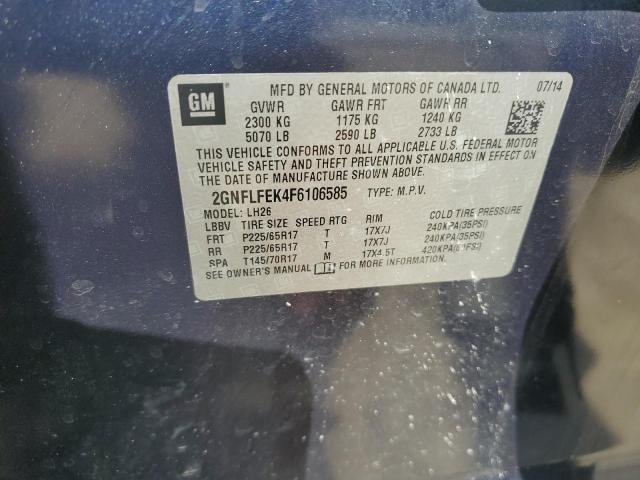 GM
MFD BY GENERAL MOTORS OF CANADA LTD. 07/14
GVWR GAWR FRT GAWR RR
2300 KG 1175 KG 1240 KG
5070 LB 2590 LB 2733 LB
THIS VEHICLE CONFORMS TO ALL APPLICABLE U.S. FEDERAL MOTOR
VEHICLE SAFETY AND THEFT PREVENTION STANDARDS IN EFFECT
ON THE DATE OF MANUFACTURE SHOWN ABOVE.
2GNFLFEK4F6106585 TYPE: M.P.V.
MODEL: LH26
LBBV TIRE SIZE SPEED RTG RIM COLD TIRE PRESSURE
FRT P225/65R17 T 17X7J 240KPA(35PSI)
RR P225/65R17 T 17X7J 240KPA(35PSI)
SPA T145/70R17 M 17X4.5T 420KPA(61PSI)
SEE OWNER'S MANUAL FOR MORE INFORMATION.